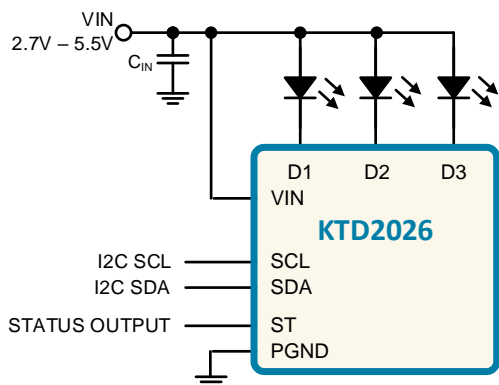 VIN
2.7V – 5.5V
CIN
D1 D2 D3
VIN
KTD2026
I2C SCL SCL
I2C SDA SDA
STATUS OUTPUT ST
PGND